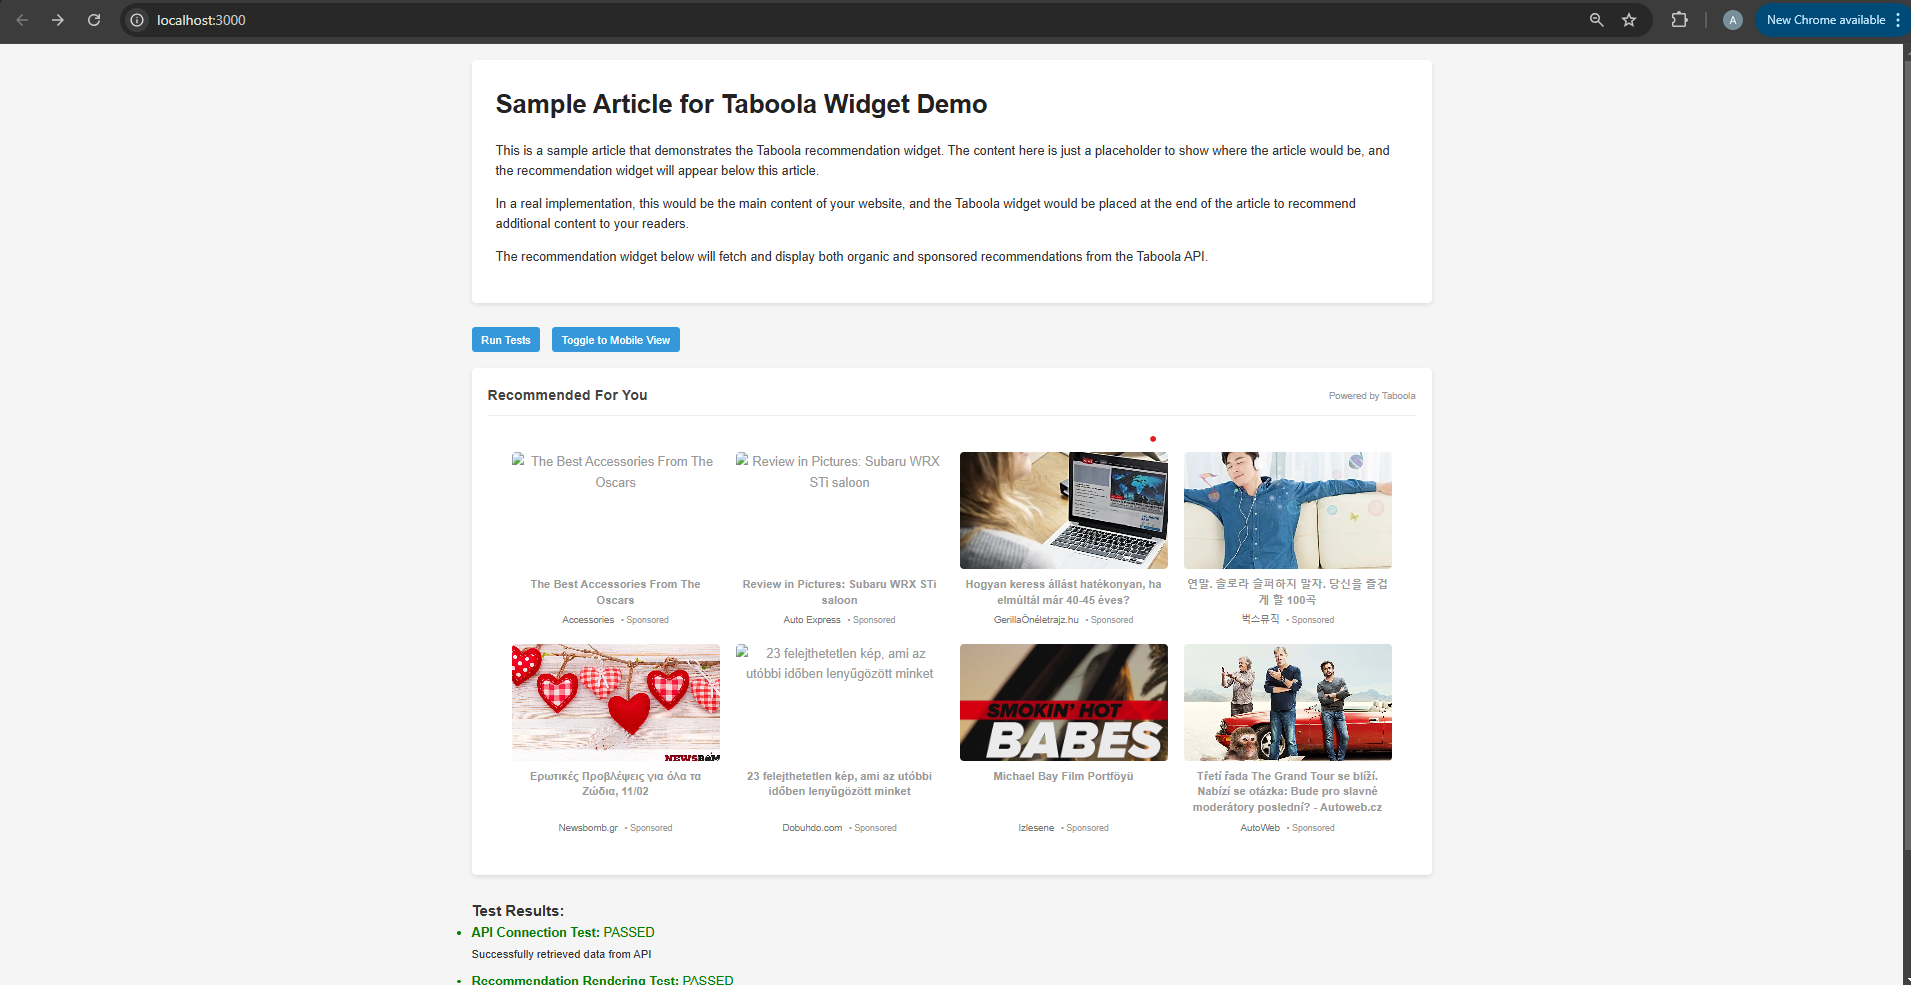 localhost:3000
A
New Chrome available
Sample Article for Taboola Widget Demo
This is a sample article that demonstrates the Taboola recommendation widget. The content here is just a placeholder to show where the article would be, and
the recommendation widget will appear below this article.
In a real implementation, this would be the main content of your website, and the Taboola widget would be placed at the end of the article to recommend
additional content to your readers.
The recommendation widget below will fetch and display both organic and sponsored recommendations from the Taboola API.
Run Tests
Toggle to Mobile View
Recommended For You
Powered by Taboola
The Best Accessories From The
Oscars
The Best Accessories From The
Oscars
Accessories • Sponsored
Review in Pictures: Subaru WRX
STi saloon
Review in Pictures: Subaru WRX STi
saloon
Auto Express • Sponsored
Hogyan keress állást hatékonyan, ha
elmúltál már 40-45 éves?
GerillaÖnéletrajz.hu • Sponsored
연말. 솔로라 슬퍼하지 말자. 당신을 즐겁
게 할 100곡
벅스뮤직 • Sponsored
NEWSBOM
Ερωτικές Προβλέψεις για όλα τα
Ζώδια, 11/02
Newsbomb.gr • Sponsored
23 felejthetetlen kép, ami az
utóbbi időben lenyűgözött minket
23 felejthetetlen kép, ami az utóbbi
időben lenyűgözött minket
Dobuhdo.com • Sponsored
SMOKIN' HOT
BABES
Michael Bay Film Portföyü
Izlesene • Sponsored
Třetí řada The Grand Tour se blíží.
Nabízí se otázka: Bude pro slavné
moderátory poslední? - Autoweb.cz
AutoWeb • Sponsored
Test Results:
• API Connection Test: PASSED
Successfully retrieved data from API
• Recommendation Rendering Test: PASSED